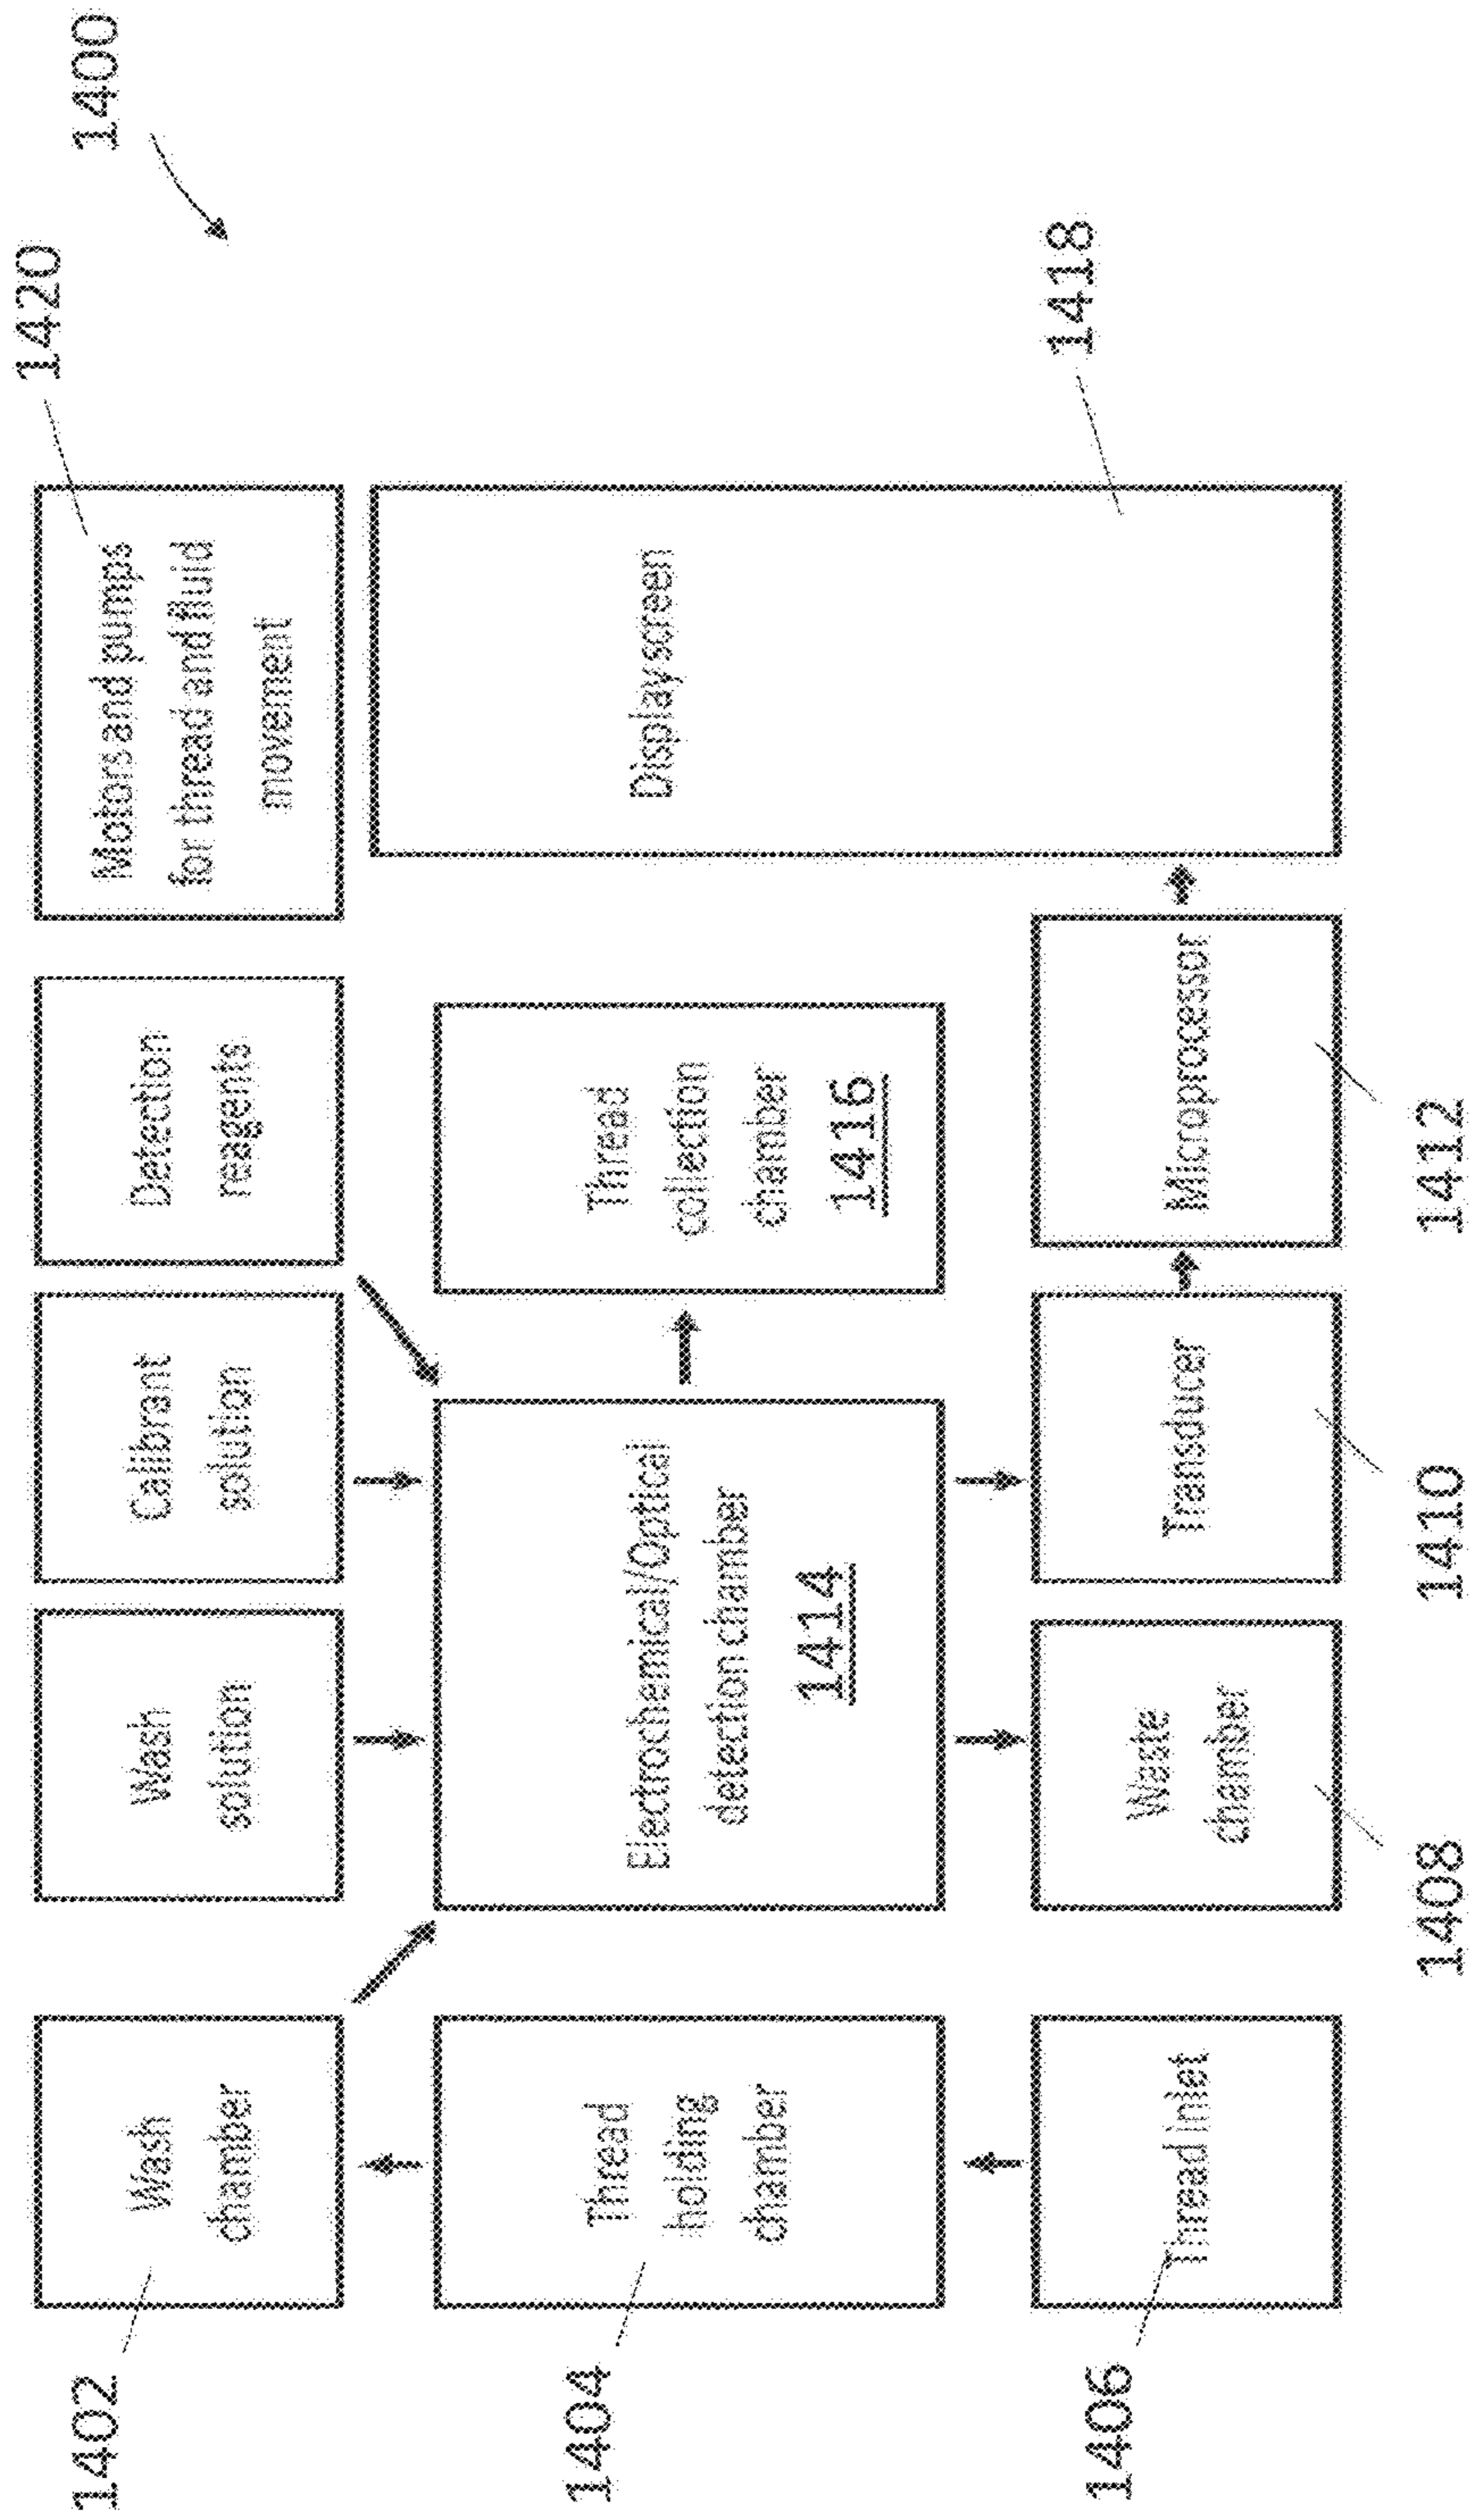 1400
1420
1402
Wash
chamber
Wash
solution
Calibrant
solution
Detection
reagents
Motors and pumps
for thread and fluid
movement
1404
Thread
holding
chamber
Electrochemical/Optical
detection chamber
1414
Thread
collection
chamber
1416
Display screen
1418
1406
Thread inlet
Waste
chamber
Transducer
Microprocessor
1408
1410
1412